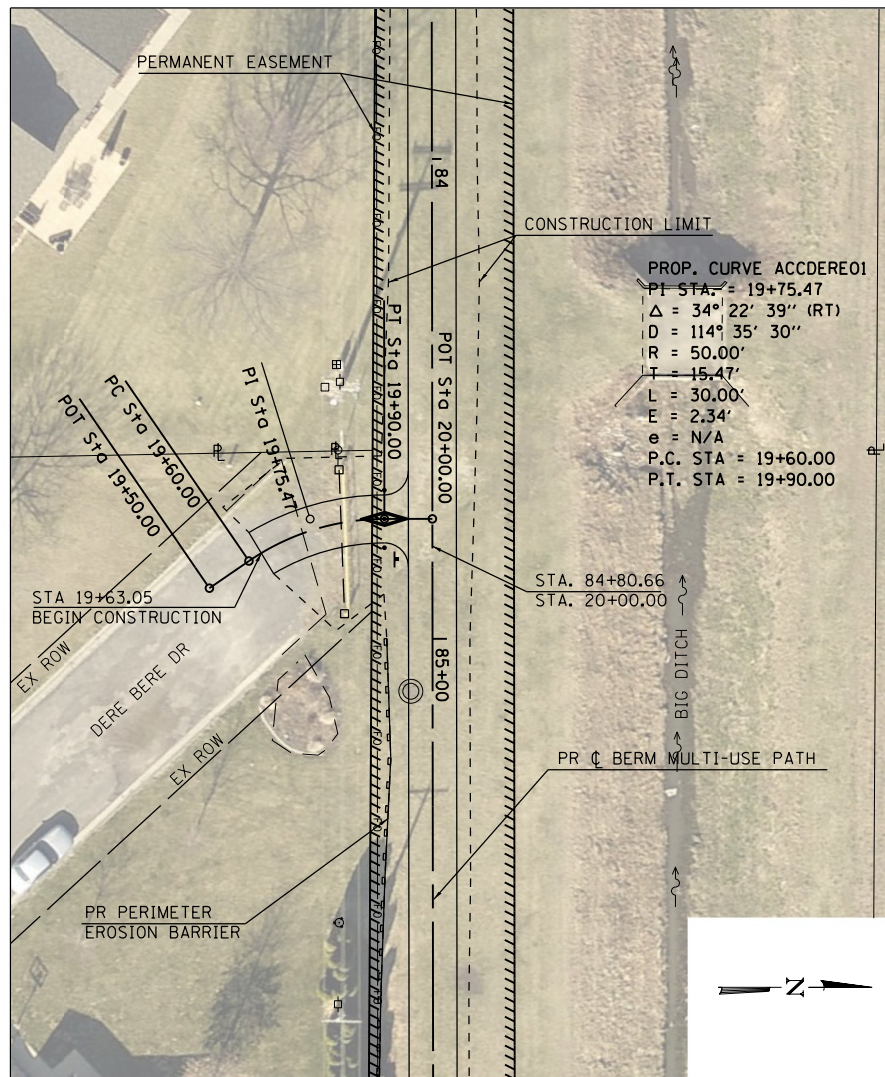 PERMANENT EASEMENT
84
CONSTRUCTION LIMIT
PROP. CURVE ACCDERE01
PI STA. = 19+75.47
Δ = 34° 22' 39'' (RT)
D = 114° 35' 30''
R = 50.00'
T = 15.47'
L = 30.00'
E = 2.34'
e = N/A
P.C. STA = 19+60.00
P.T. STA = 19+90.00
PT Sta 19+90.00
POT Sta 20+00.00
PI Sta 19+75.47
PC Sta 19+60.00
POT Sta 19+50.00
STA. 84+80.66
STA. 20+00.00
STA 19+63.05
BEGIN CONSTRUCTION
EX ROW
DERE BERE DR
EX ROW
85+00
BIG DITCH
PR ℄ BERM MULTI-USE PATH
PR PERIMETER
EROSION BARRIER
N